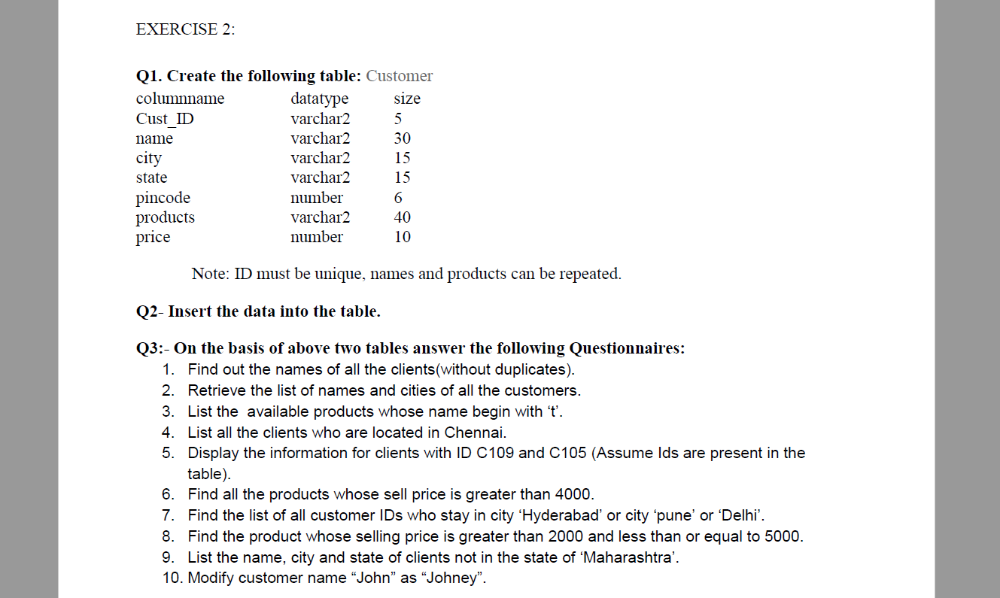 EXERCISE 2:
Q1. Create the following table: Customer
columnname datatype size
Cust_ID varchar2 5
name varchar2 30
city varchar2 15
state varchar2 15
pincode number 6
products varchar2 40
price number 10
Note: ID must be unique, names and products can be repeated.
Q2- Insert the data into the table.
Q3:- On the basis of above two tables answer the following Questionnaires:
1. Find out the names of all the clients(without duplicates).
2. Retrieve the list of names and cities of all the customers.
3. List the available products whose name begin with ‘t’.
4. List all the clients who are located in Chennai.
5. Display the information for clients with ID C109 and C105 (Assume Ids are present in the
table).
6. Find all the products whose sell price is greater than 4000.
7. Find the list of all customer IDs who stay in city ‘Hyderabad’ or city ‘pune’ or ‘Delhi’.
8. Find the product whose selling price is greater than 2000 and less than or equal to 5000.
9. List the name, city and state of clients not in the state of ‘Maharashtra’.
10. Modify customer name “John” as “Johney”.